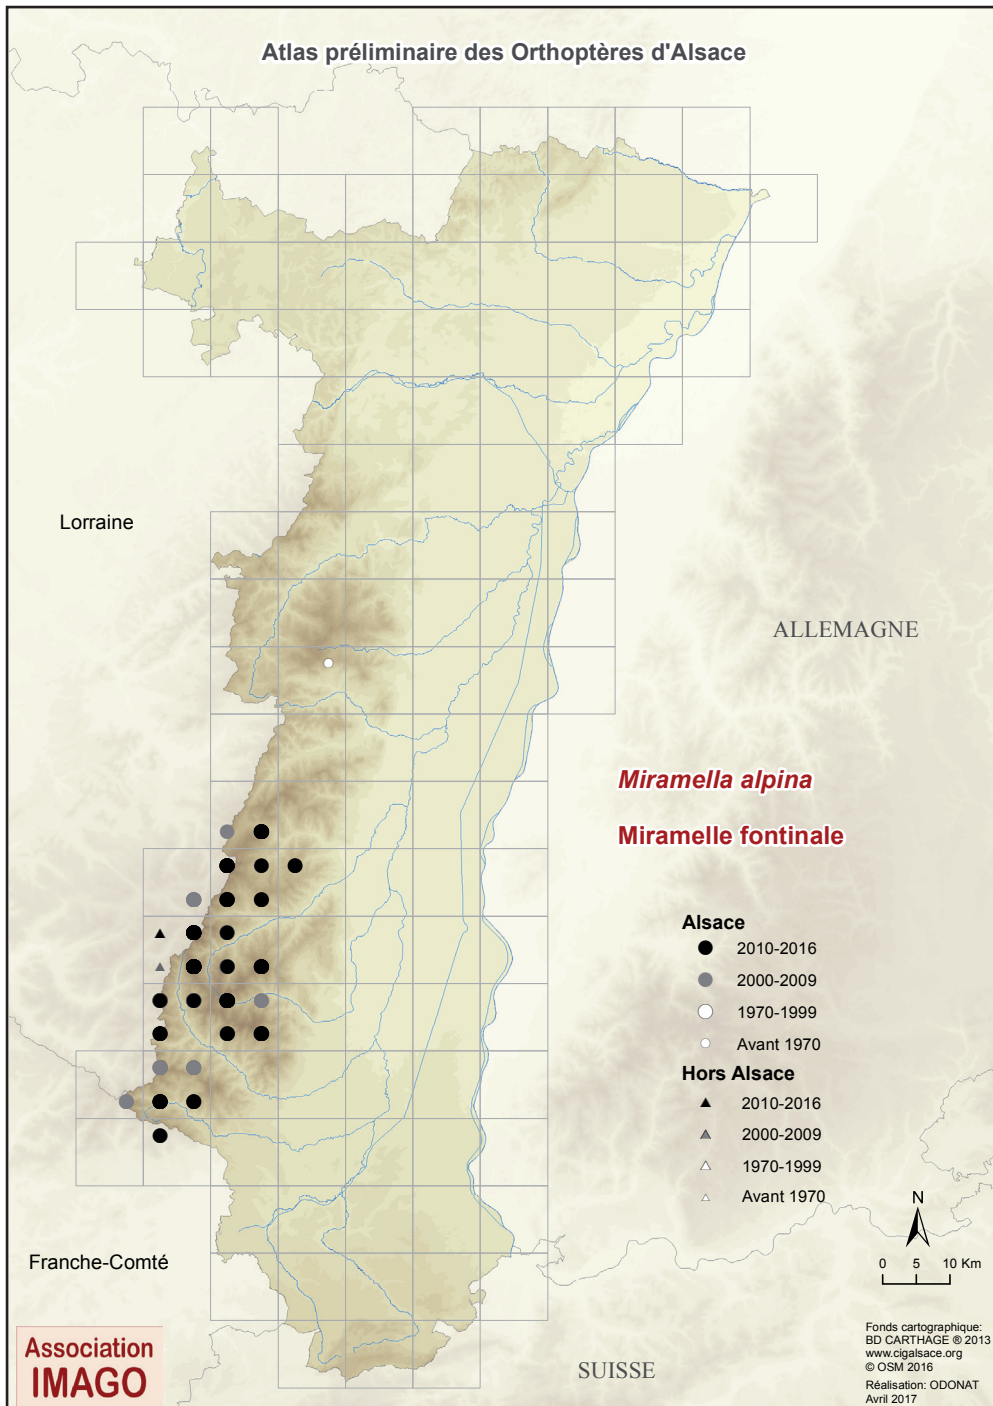 Atlas préliminaire des Orthoptères d'Alsace
Lorraine
ALLEMAGNE
Miramella alpina
Miramelle fontinale
Alsace
2010-2016
2000-2009
1970-1999
Avant 1970
Hors Alsace
2010-2016
2000-2009
1970-1999
Avant 1970
N
0 5 10 Km
Franche-Comté
SUISSE
Association
IMAGO
Fonds cartographique:
BD CARTHAGE ® 2013
www.cigalsace.org
© OSM 2016
Réalisation: ODONAT
Avril 2017